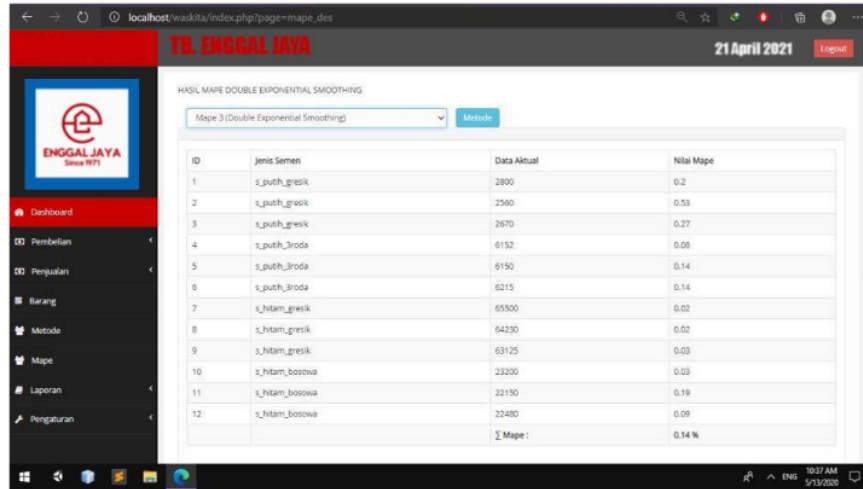 localhost/waskita/index.php?page=mape_des
TB. ENGGAL JAYA
21 April 2021
Logout
ENGGAL JAYA
Since 1971
Dashboard
Pembelian
Penjualan
Barang
Metode
Mape
Laporan
Pengaturan
HASIL MAPE DOUBLE EXPONENTIAL SMOOTHING
Mape 3 (Double Exponential Smoothing)
Metode
ID Jenis Semen Data Aktual Nilai Mape
1 s_putih_gresik 2800 0.2
2 s_putih_gresik 2560 0.53
3 s_putih_gresik 2670 0.27
4 s_putih_3roda 6152 0.08
5 s_putih_3roda 6150 0.14
6 s_putih_3roda 6215 0.14
7 s_hitam_gresik 65500 0.02
8 s_hitam_gresik 64230 0.02
9 s_hitam_gresik 63125 0.03
10 s_hitam_bosowa 23200 0.03
11 s_hitam_bosowa 22150 0.19
12 s_hitam_bosowa 22480 0.09
∑ Mape : 0.14 %
ENG
10:37 AM
5/13/2020